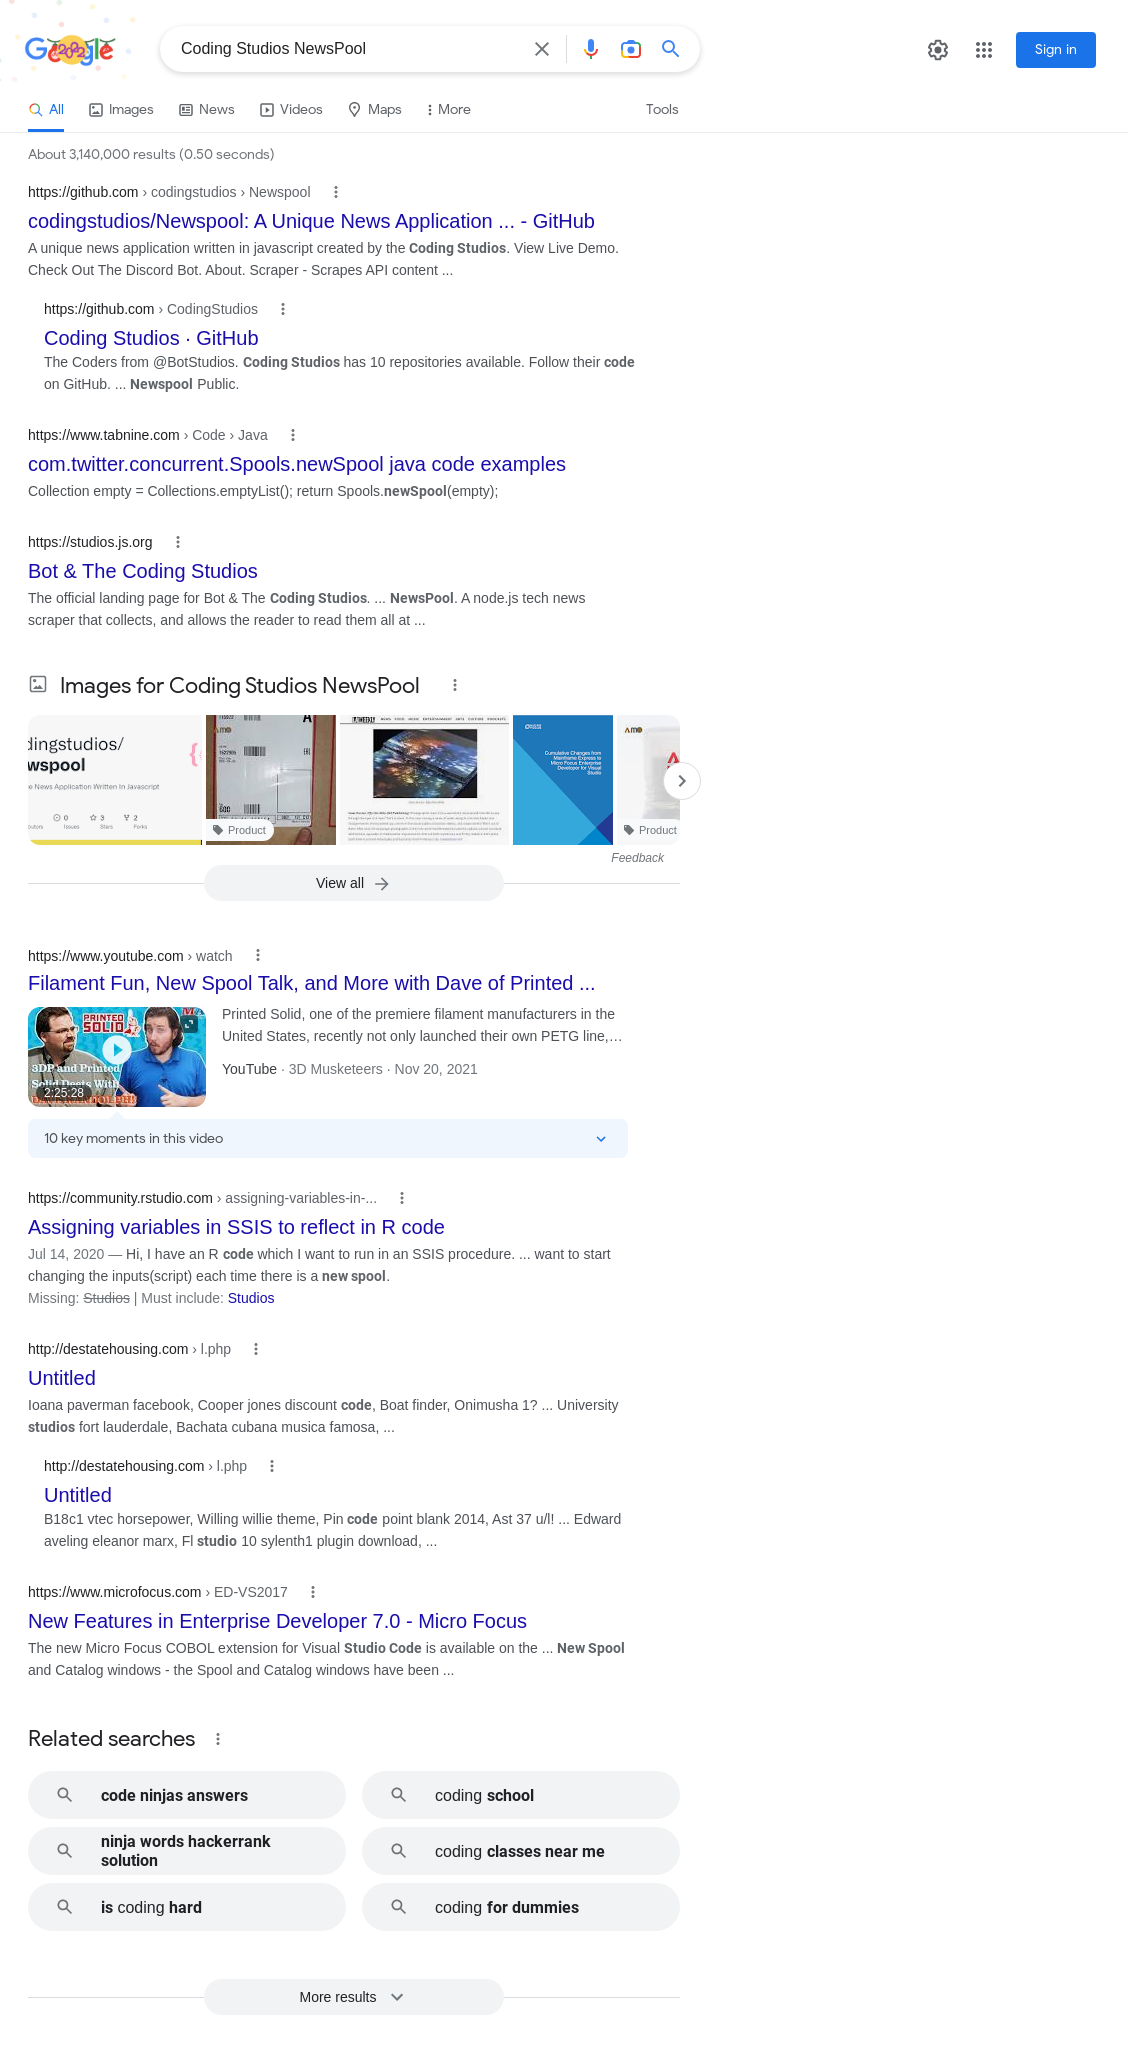 Google
Coding Studios NewsPool
Sign in
All Images News Videos Maps More Tools
About 3,140,000 results (0.50 seconds)
https://github.com › codingstudios › Newspool
codingstudios/Newspool: A Unique News Application ... - GitHub
A unique news application written in javascript created by the Coding Studios. View Live Demo.
Check Out The Discord Bot. About. Scraper - Scrapes API content ...
https://github.com › CodingStudios
Coding Studios · GitHub
The Coders from @BotStudios. Coding Studios has 10 repositories available. Follow their code
on GitHub. ... Newspool Public.
https://www.tabnine.com › Code › Java
com.twitter.concurrent.Spools.newSpool java code examples
Collection empty = Collections.emptyList(); return Spools.newSpool(empty);
https://studios.js.org
Bot & The Coding Studios
The official landing page for Bot & The Coding Studios. ... NewsPool. A node.js tech news
scraper that collects, and allows the reader to read them all at ...
Images for Coding Studios NewsPool
dingstudios/
wspool
e News Application Written In Javascript
0 3 2
Issues Stars Forks
Product
WEEKLY
Cumulative Changes from
Mainframe Express to
Micro Focus Enterprise
Developer for Visual
Studio
AMO
Product
Feedback
View all
https://www.youtube.com › watch
Filament Fun, New Spool Talk, and More with Dave of Printed ...
PRINTED
SOLID
3DP and Printed
Solid Deets With
2:25:28
Printed Solid, one of the premiere filament manufacturers in the
United States, recently not only launched their own PETG line,…
YouTube · 3D Musketeers · Nov 20, 2021
10 key moments in this video
https://community.rstudio.com › assigning-variables-in-...
Assigning variables in SSIS to reflect in R code
Jul 14, 2020 — Hi, I have an R code which I want to run in an SSIS procedure. ... want to start
changing the inputs(script) each time there is a new spool.
Missing: Studios | Must include: Studios
http://destatehousing.com › l.php
Untitled
Ioana paverman facebook, Cooper jones discount code, Boat finder, Onimusha 1? ... University
studios fort lauderdale, Bachata cubana musica famosa, ...
http://destatehousing.com › l.php
Untitled
B18c1 vtec horsepower, Willing willie theme, Pin code point blank 2014, Ast 37 u/l! ... Edward
aveling eleanor marx, Fl studio 10 sylenth1 plugin download, ...
https://www.microfocus.com › ED-VS2017
New Features in Enterprise Developer 7.0 - Micro Focus
The new Micro Focus COBOL extension for Visual Studio Code is available on the ... New Spool
and Catalog windows - the Spool and Catalog windows have been ...
Related searches
code ninjas answers
coding school
ninja words hackerrank
solution
coding classes near me
is coding hard
coding for dummies
More results